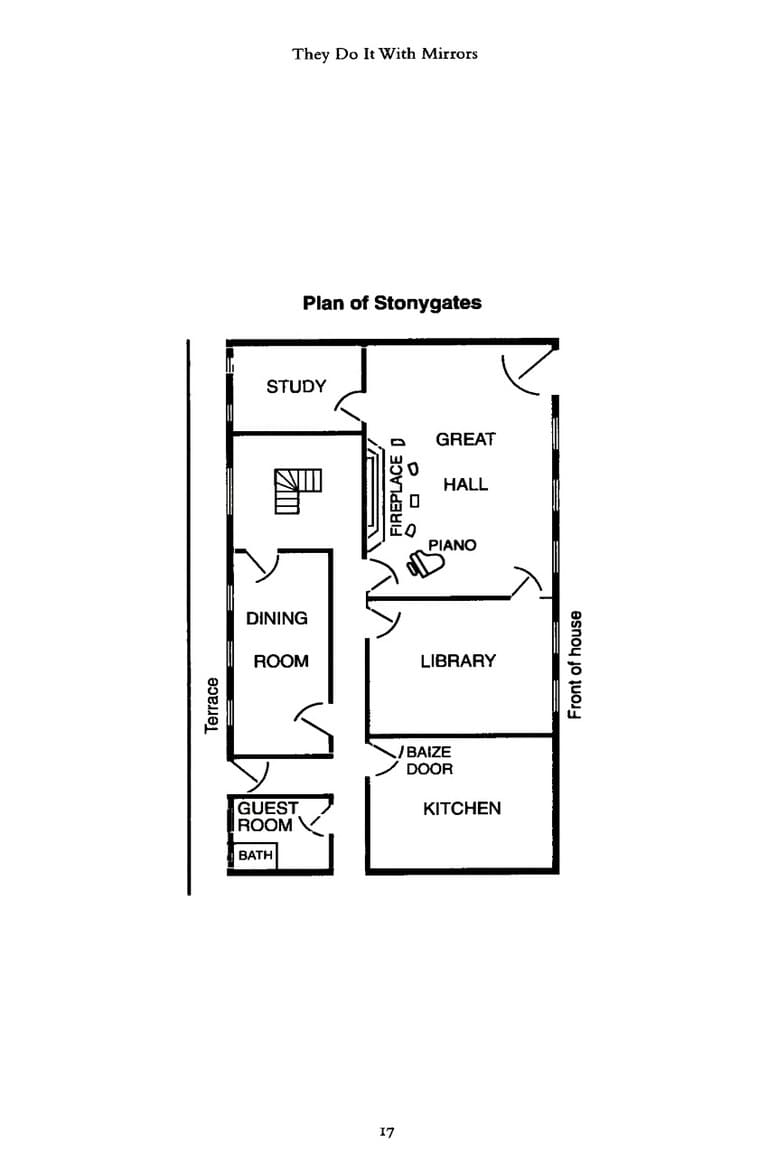 They Do It With Mirrors
Plan of Stonygates
STUDY
GREAT
HALL
FIREPLACE
PIANO
DINING
ROOM
LIBRARY
Terrace
Front of house
BAIZE
DOOR
GUEST
ROOM
KITCHEN
BATH
17